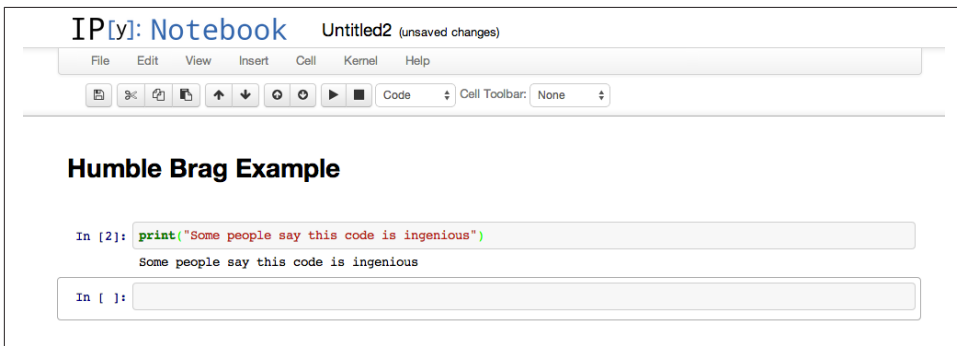 IP[y]: Notebook Untitled2 (unsaved changes)
File Edit View Insert Cell Kernel Help
Code Cell Toolbar: None
Humble Brag Example
In [2]: print("Some people say this code is ingenious")
Some people say this code is ingenious
In [ ]: